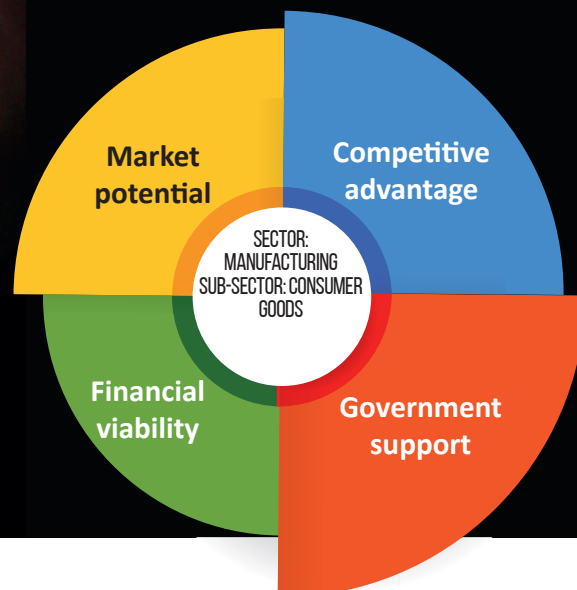 Market
potential
Competitive
advantage
SECTOR:
MANUFACTURING
SUB-SECTOR: CONSUMER
GOODS
Financial
viability
Government
support